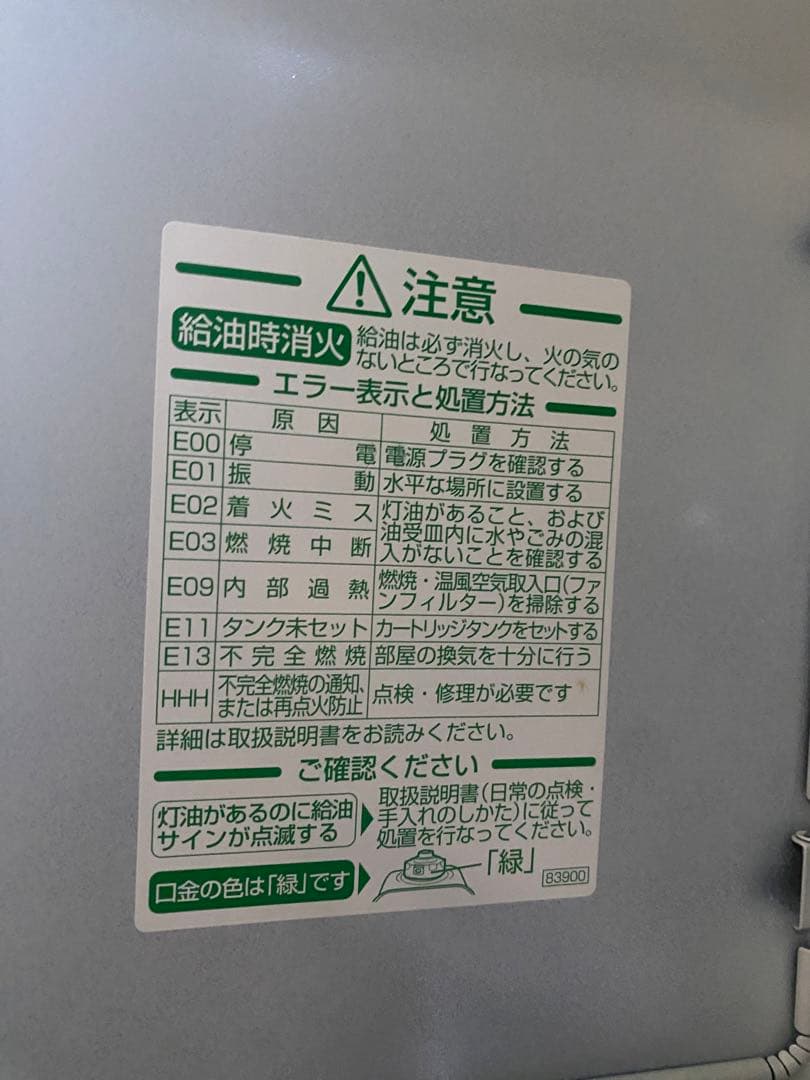 注意
給油時消火
給油は必ず消火し、火の気の
ないところで行なってください。
エラー表示と処置方法
表示 原因 処置方法
E00 停電 電源プラグを確認する
E01 振動 水平な場所に設置する
E02 着火ミス
E03 燃焼中断
灯油があること、および
油受皿内に水やごみの混
入がないことを確認する
E09 内部過熱
燃焼・温風空気取入口(ファ
ンフィルター)を掃除する
E11 タンク未セット カートリッジタンクをセットする
E13 不完全燃焼 部屋の換気を十分に行う
HHH
不完全燃焼の通知、
または再点火防止
点検・修理が必要です
詳細は取扱説明書をお読みください。
ご確認ください
灯油があるのに給油
サインが点滅する
取扱説明書(日常の点検・
手入れのしかた)に従って
処置を行なってください。
口金の色は「緑」です
「緑」
83900